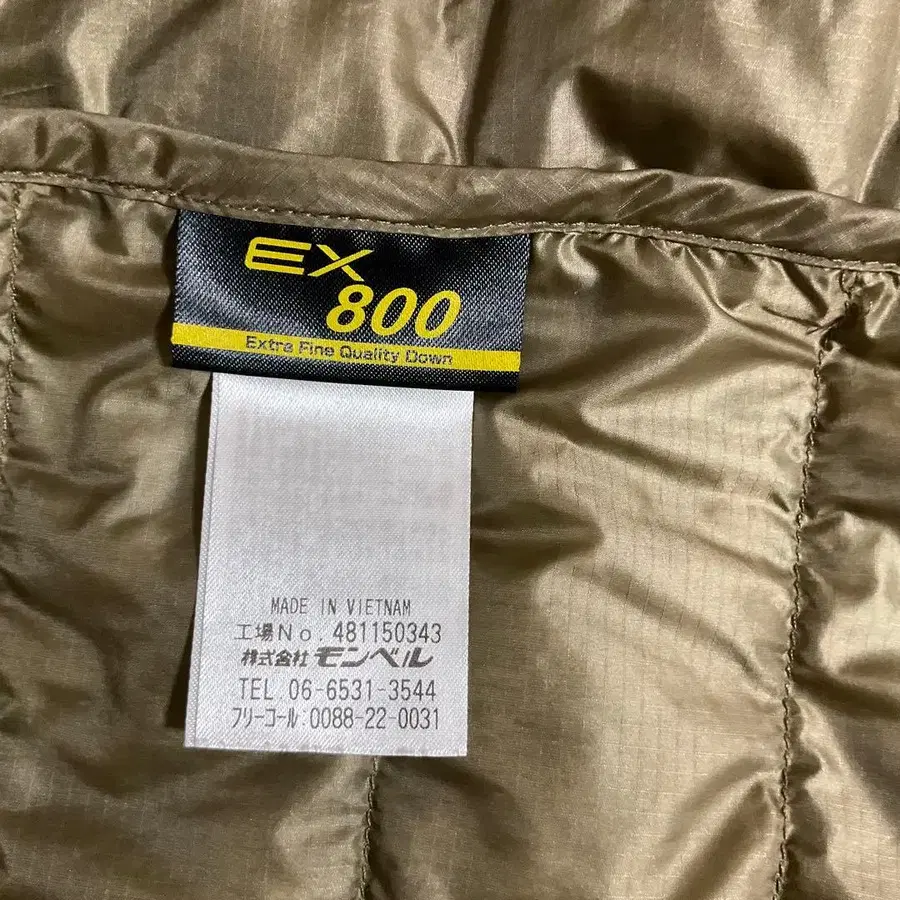 EX
800
Extra Fine Quality Down
MADE IN VIETNAM
工場No. 481150343
株式会社 モンベル
TEL 06-6531-3544
フリーコール:0088-22-0031